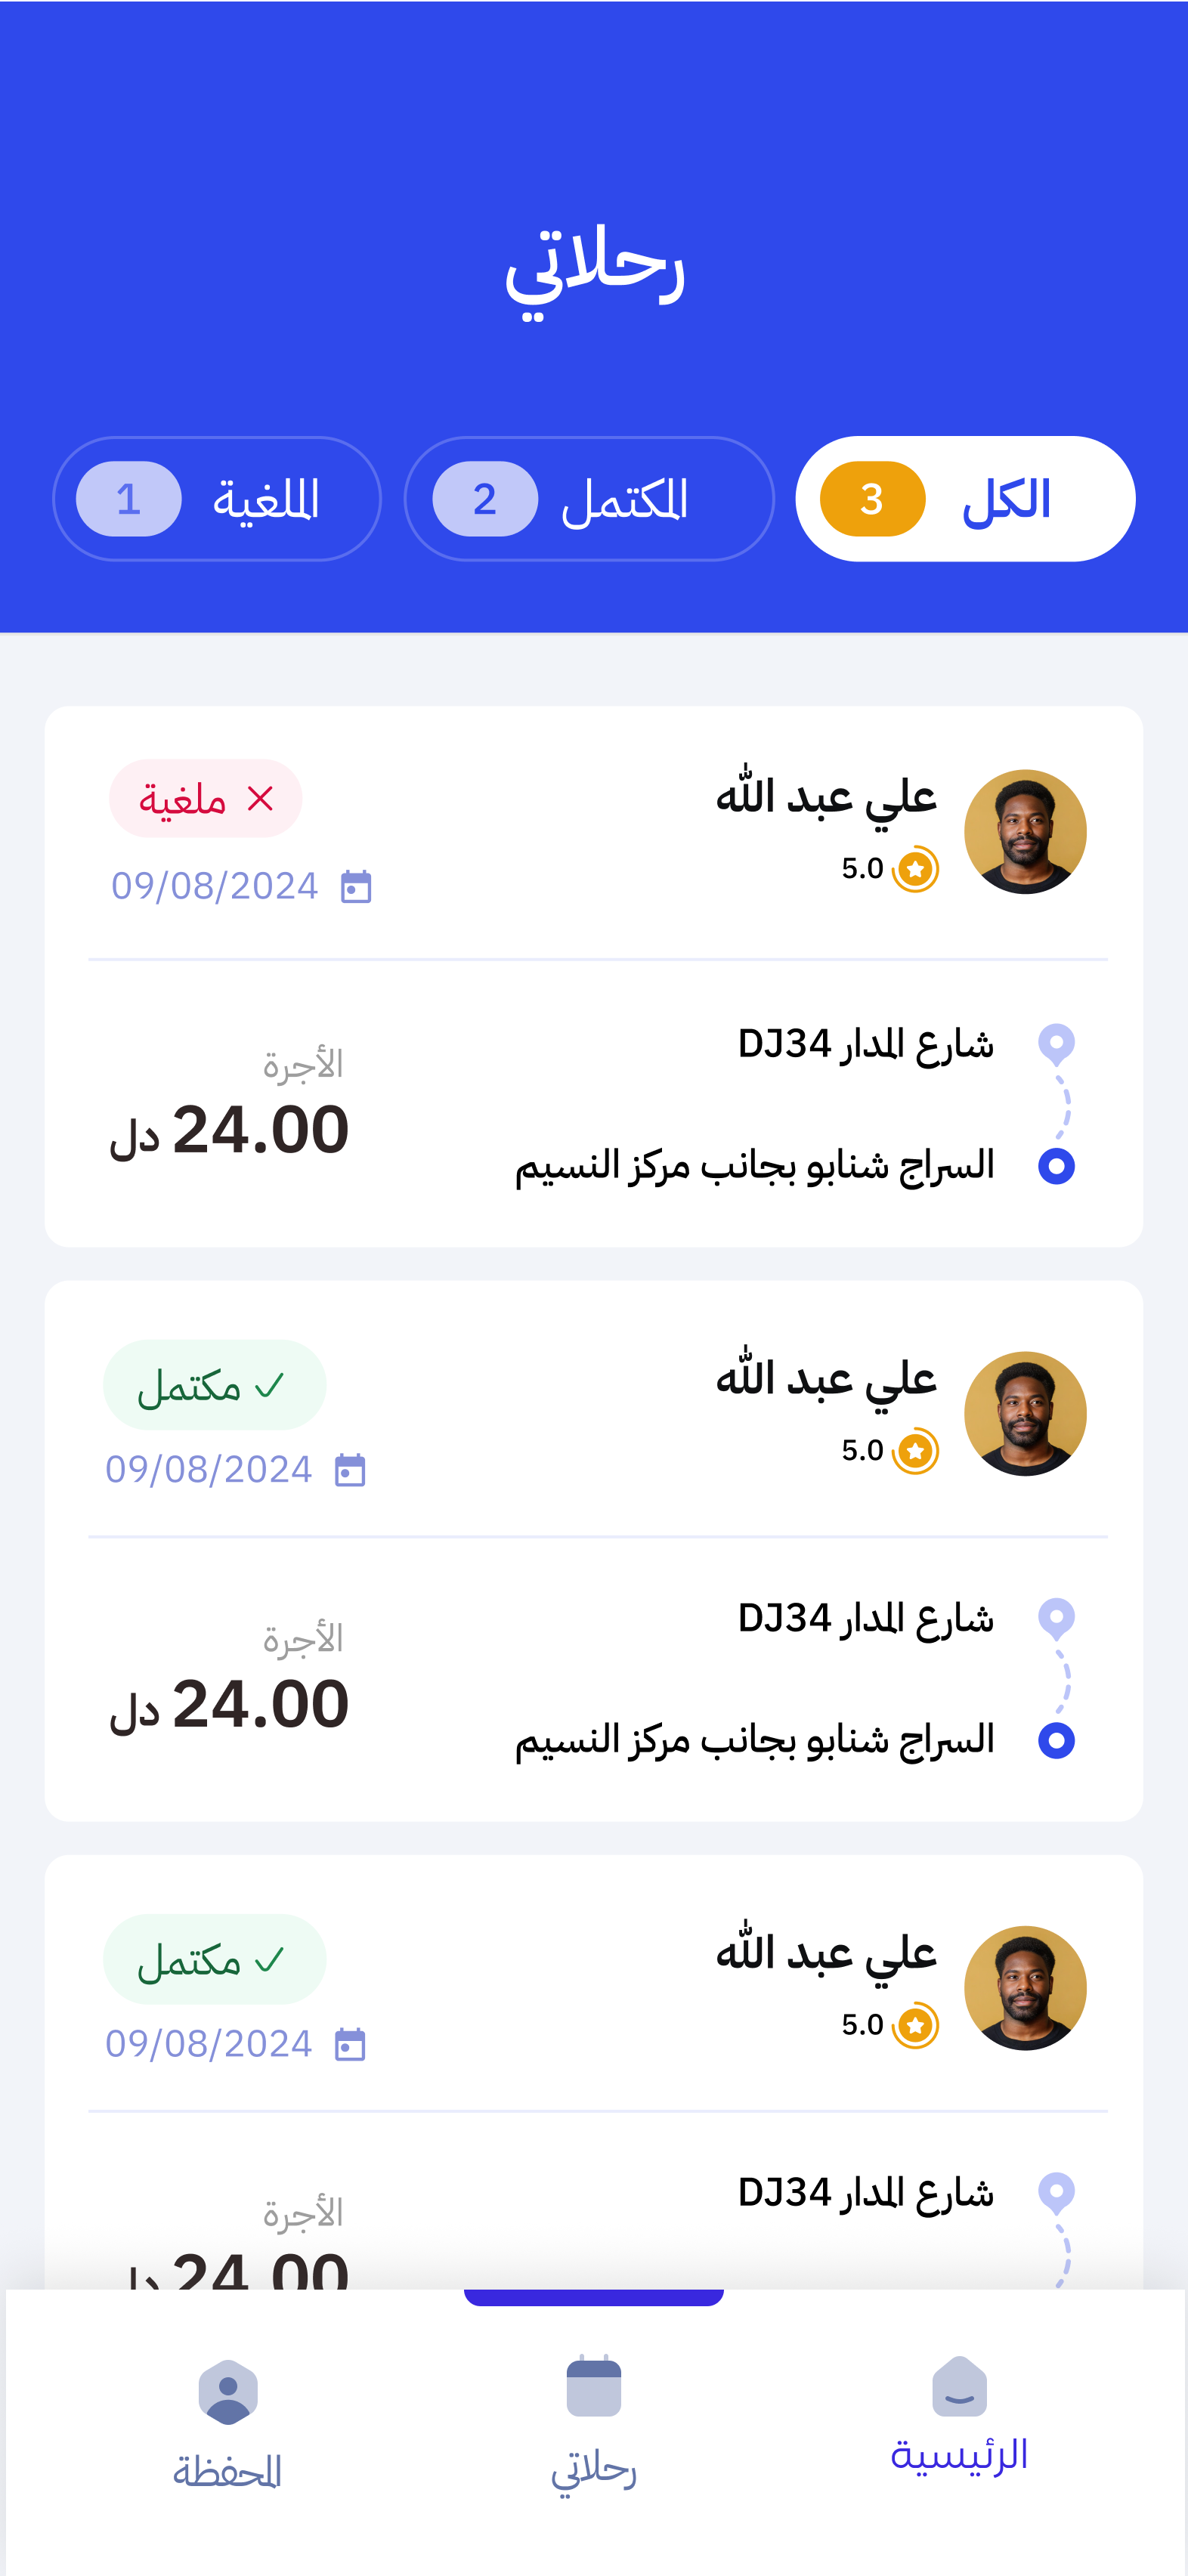 رحلاتي
الكل 3
المكتمل 2
الملغية 1
علي عبد الله
5.0
ملغية
09/08/2024
شارع المدار DJ34
السراج شنابو بجانب مركز النسيم
الأجرة
24.00 دل
علي عبد الله
5.0
مكتمل
09/08/2024
شارع المدار DJ34
السراج شنابو بجانب مركز النسيم
الأجرة
24.00 دل
علي عبد الله
5.0
مكتمل
09/08/2024
شارع المدار DJ34
الأجرة
24.00 دل
الرئيسية
رحلاتي
المحفظة